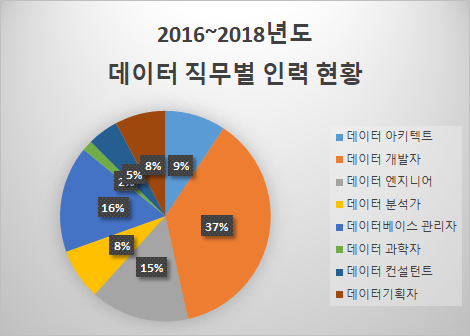 2016~2018년도
데이터 직무별 인력 현황
9%
37%
15%
8%
16%
2%
5%
8%
데이터 아키텍트
데이터 개발자
데이터 엔지니어
데이터 분석가
데이터베이스 관리자
데이터 과학자
데이터 컨설턴트
데이터기획자